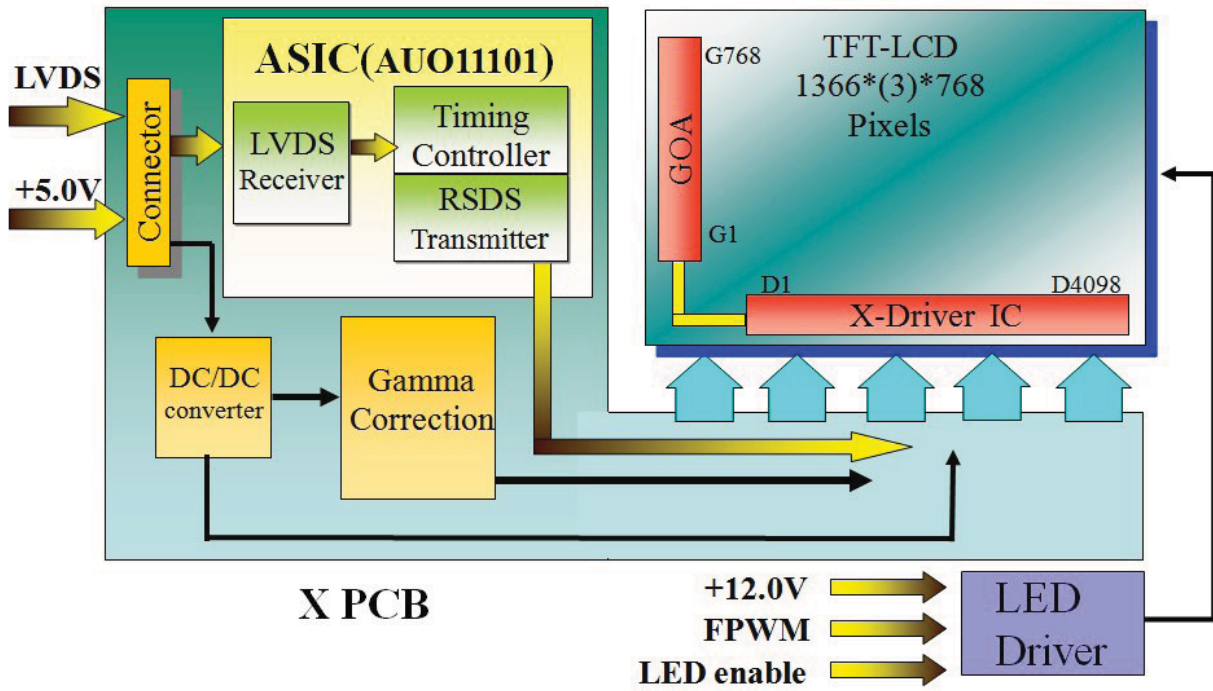 LVDS
+5.0V
Connector
ASIC(AUO11101)
LVDS
Receiver
Timing
Controller
RSDS
Transmitter
DC/DC
converter
Gamma
Correction
X PCB
TFT-LCD
1366*(3)*768
Pixels
G768
GOA
G1
D1
D4098
X-Driver IC
+12.0V
FPWM
LED enable
LED
Driver